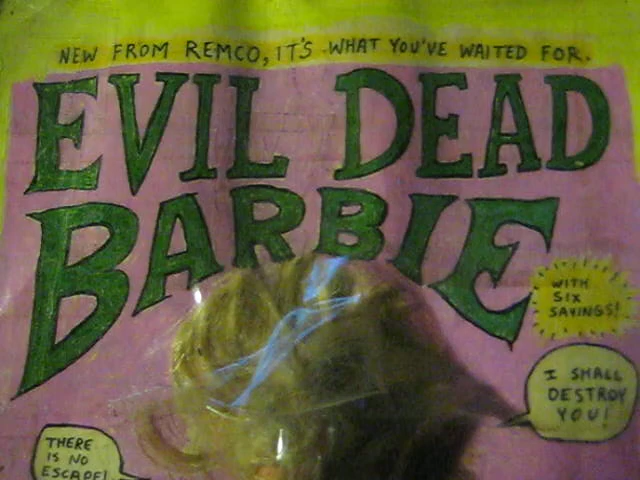 NEW FROM REMCO, IT'S WHAT YOU'VE WAITED FOR.
EVIL DEAD
BARBIE
WITH
SIX
SAYINGS!
I SHALL
DESTROY
YOU!
THERE
IS NO
ESCAPE!